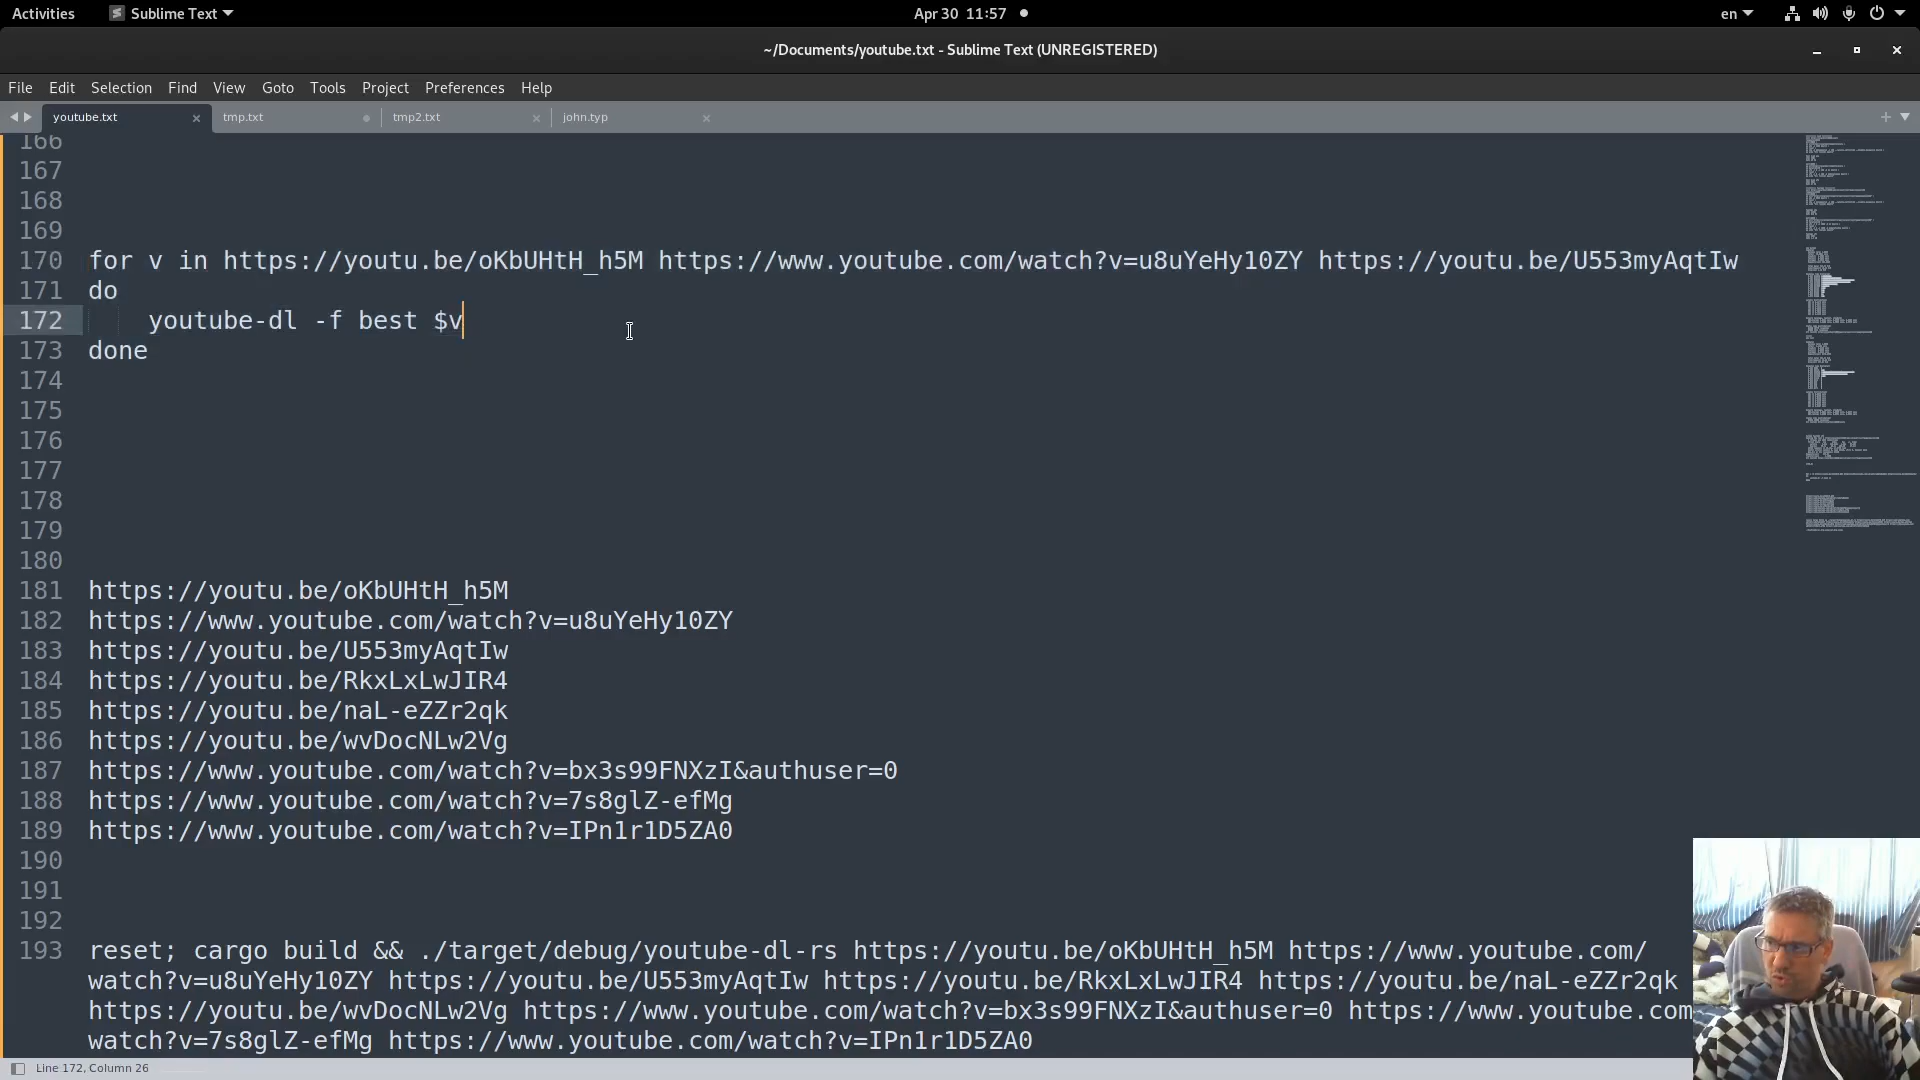 Activities Sublime Text Apr 30 11:57 en
~/Documents/youtube.txt - Sublime Text (UNREGISTERED)
File Edit Selection Find View Goto Tools Project Preferences Help
youtube.txt tmp.txt tmp2.txt john.typ
166
167
168
169
170 for v in https://youtu.be/oKbUHtH_h5M https://www.youtube.com/watch?v=u8uYeHy10ZY https://youtu.be/U553myAqtIw
171 do
172 youtube-dl -f best $v
173 done
174
175
176
177
178
179
180
181 https://youtu.be/oKbUHtH_h5M
182 https://www.youtube.com/watch?v=u8uYeHy10ZY
183 https://youtu.be/U553myAqtIw
184 https://youtu.be/RkxLxLwJIR4
185 https://youtu.be/naL-eZZr2qk
186 https://youtu.be/wvDocNLw2Vg
187 https://www.youtube.com/watch?v=bx3s99FNXzI&authuser=0
188 https://www.youtube.com/watch?v=7s8glZ-efMg
189 https://www.youtube.com/watch?v=IPn1r1D5ZA0
190
191
192
193 reset; cargo build && ./target/debug/youtube-dl-rs https://youtu.be/oKbUHtH_h5M https://www.youtube.com/
watch?v=u8uYeHy10ZY https://youtu.be/U553myAqtIw https://youtu.be/RkxLxLwJIR4 https://youtu.be/naL-eZZr2qk
https://youtu.be/wvDocNLw2Vg https://www.youtube.com/watch?v=bx3s99FNXzI&authuser=0 https://www.youtube.com
watch?v=7s8glZ-efMg https://www.youtube.com/watch?v=IPn1r1D5ZA0
Line 172, Column 26